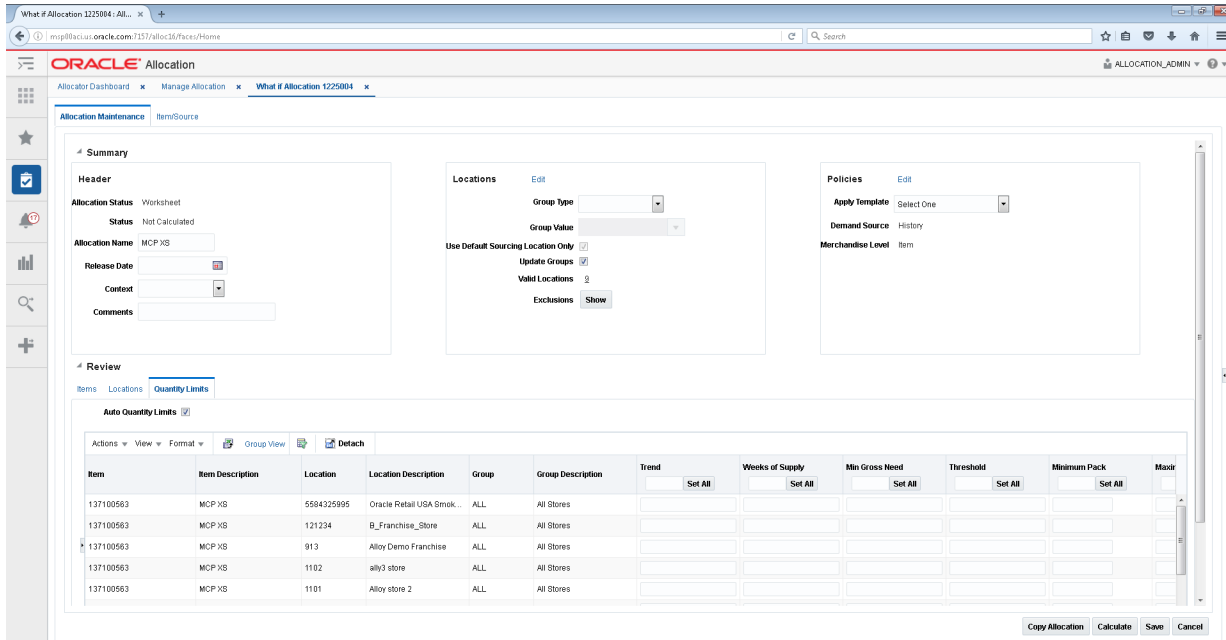 What if Allocation 1225004 : All...
msp00aci.us.oracle.com:7157/alloc16/faces/Home
Search
ORACLE Allocation
ALLOCATION_ADMIN
Allocator Dashboard
Manage Allocation
What if Allocation 1225004
Allocation Maintenance
Item/Source
17
Summary
Header
Allocation Status Worksheet
Status Not Calculated
Allocation Name MCP XS
Release Date
Context
Comments
Locations Edit
Group Type
Group Value
Use Default Sourcing Location Only
Update Groups
Valid Locations 9
Exclusions Show
Policies Edit
Apply Template Select One
Demand Source History
Merchandise Level Item
Review
Items Locations Quantity Limits
Auto Quantity Limits
Actions View Format Group View Detach
Item Item Description Location Location Description Group Group Description Trend Weeks of Supply Min Gross Need Threshold Minimum Pack Maxir
Set All Set All Set All Set All Set All
137100563 MCP XS 5584325995 Oracle Retail USA Smok... ALL All Stores
137100563 MCP XS 121234 B_Franchise_Store ALL All Stores
137100563 MCP XS 913 Alloy Demo Franchise ALL All Stores
137100563 MCP XS 1102 ally3 store ALL All Stores
137100563 MCP XS 1101 Alloy store 2 ALL All Stores
Copy Allocation Calculate Save Cancel